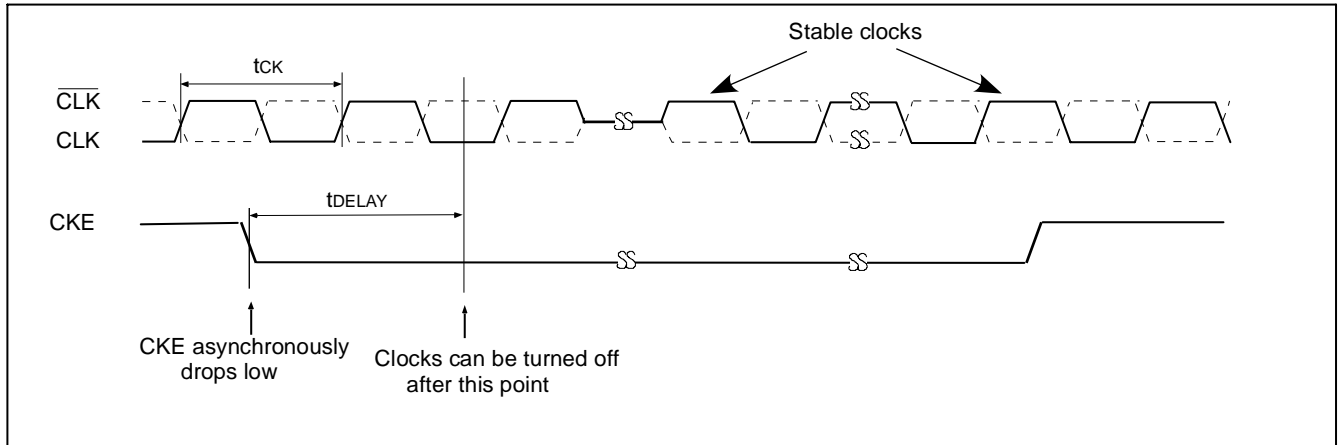 Stable clocks
tCK
CLK
CLK
tDELAY
CKE
CKE asynchronously
drops low
Clocks can be turned off
after this point